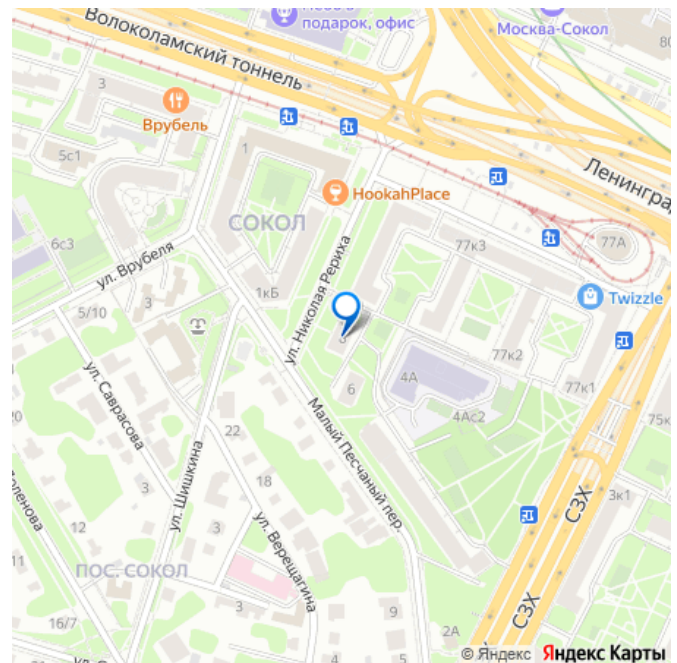 подарок, офис
Москва-Сокол
Волоколамский тоннель
3
Врубель
5с1
1
Ленинград
HookahPlace
СОКОЛ
77А
77к3
6с3
ул. Врубеля
1кБ
ул. Николая Рериха
Twizzle
5/10
3
77к2
4А
77к1
6
4Ас2
75к
ул. Саврасова
22
Малый Песчаный пер.
ул. Шишкина
18
3
3
3к1
СЗХ
12
ул. Верещагина
ПОС. СОКОЛ
3
9
СЗХ
16/7
2А
© Яндекс Яндекс Карты